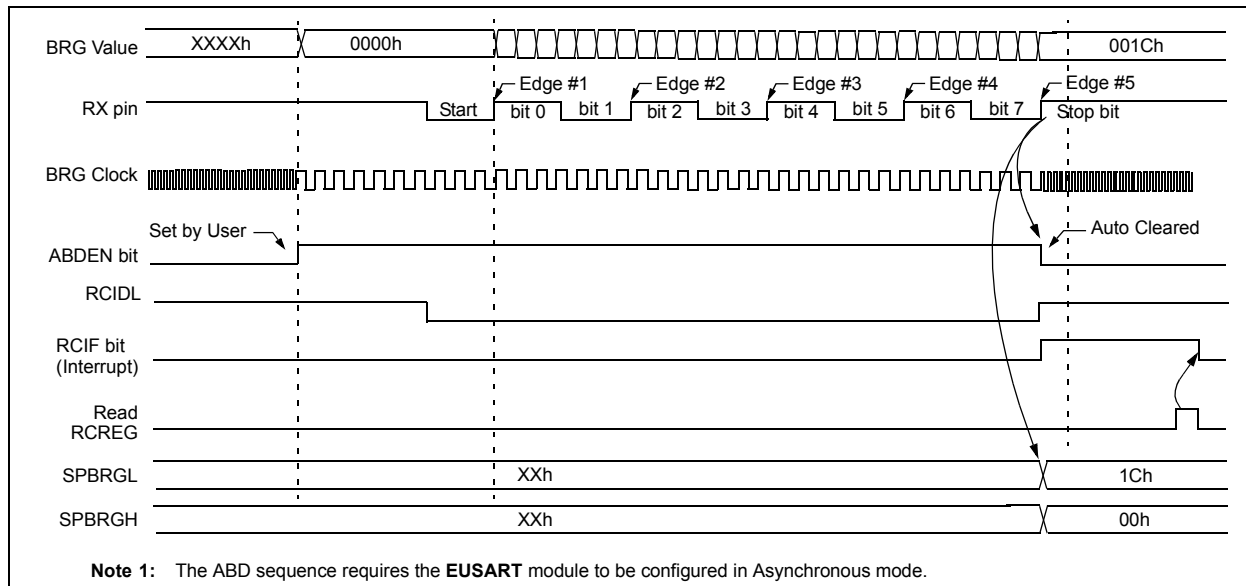 BRG Value XXXXh 0000h 001Ch
Edge #1 Edge #2 Edge #3 Edge #4 Edge #5
RX pin Start bit 0 bit 1 bit 2 bit 3 bit 4 bit 5 bit 6 bit 7 Stop bit
BRG Clock
Set by User Auto Cleared
ABDEN bit
RCIDL
RCIF bit
(Interrupt)
Read
RCREG
SPBRGL XXh 1Ch
SPBRGH XXh 00h
Note 1: The ABD sequence requires the EUSART module to be configured in Asynchronous mode.